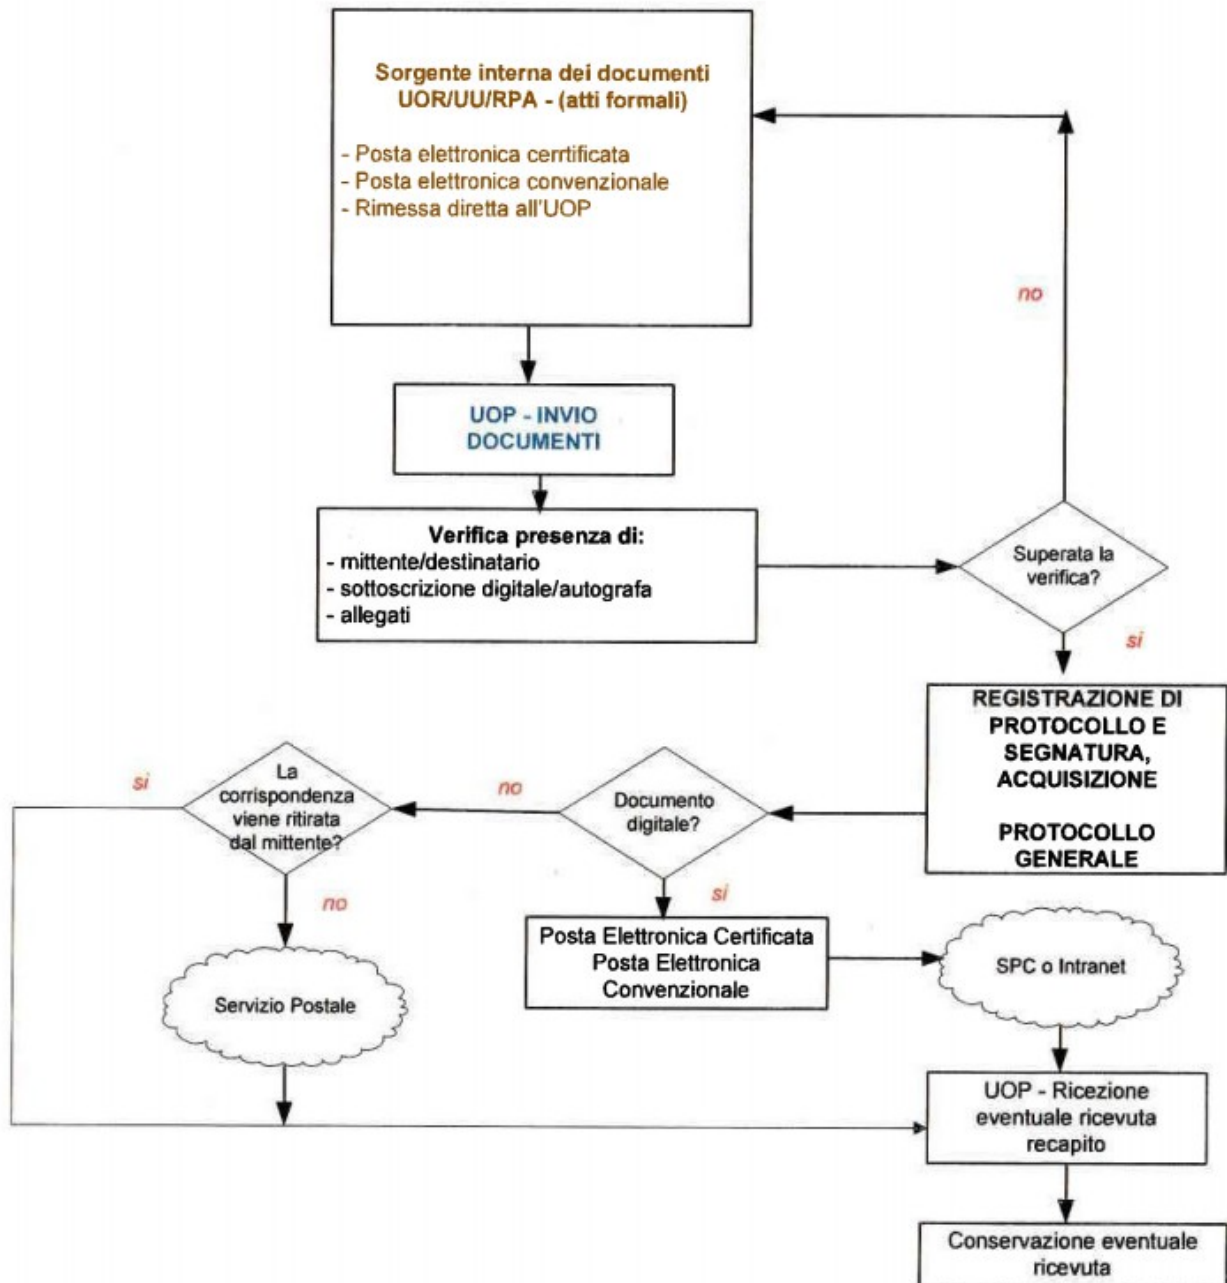 Sorgente interna dei documenti
UOR/UU/RPA - (atti formali)
- Posta elettronica cerrtificata
- Posta elettronica convenzionale
- Rimessa diretta all'UOP
no
UOP - INVIO
DOCUMENTI
Verifica presenza di:
- mittente/destinatario
- sottoscrizione digitale/autografa
- allegati
Superata la
verifica?
si
REGISTRAZIONE DI
PROTOCOLLO E
SEGNATURA,
ACQUISIZIONE
PROTOCOLLO
GENERALE
Documento
digitale?
no
La
corrispondenza
viene ritirata
dal mittente?
si
no
si
Posta Elettronica Certificata
Posta Elettronica
Convenzionale
SPC o Intranet
Servizio Postale
UOP - Ricezione
eventuale ricevuta
recapito
Conservazione eventuale
ricevuta